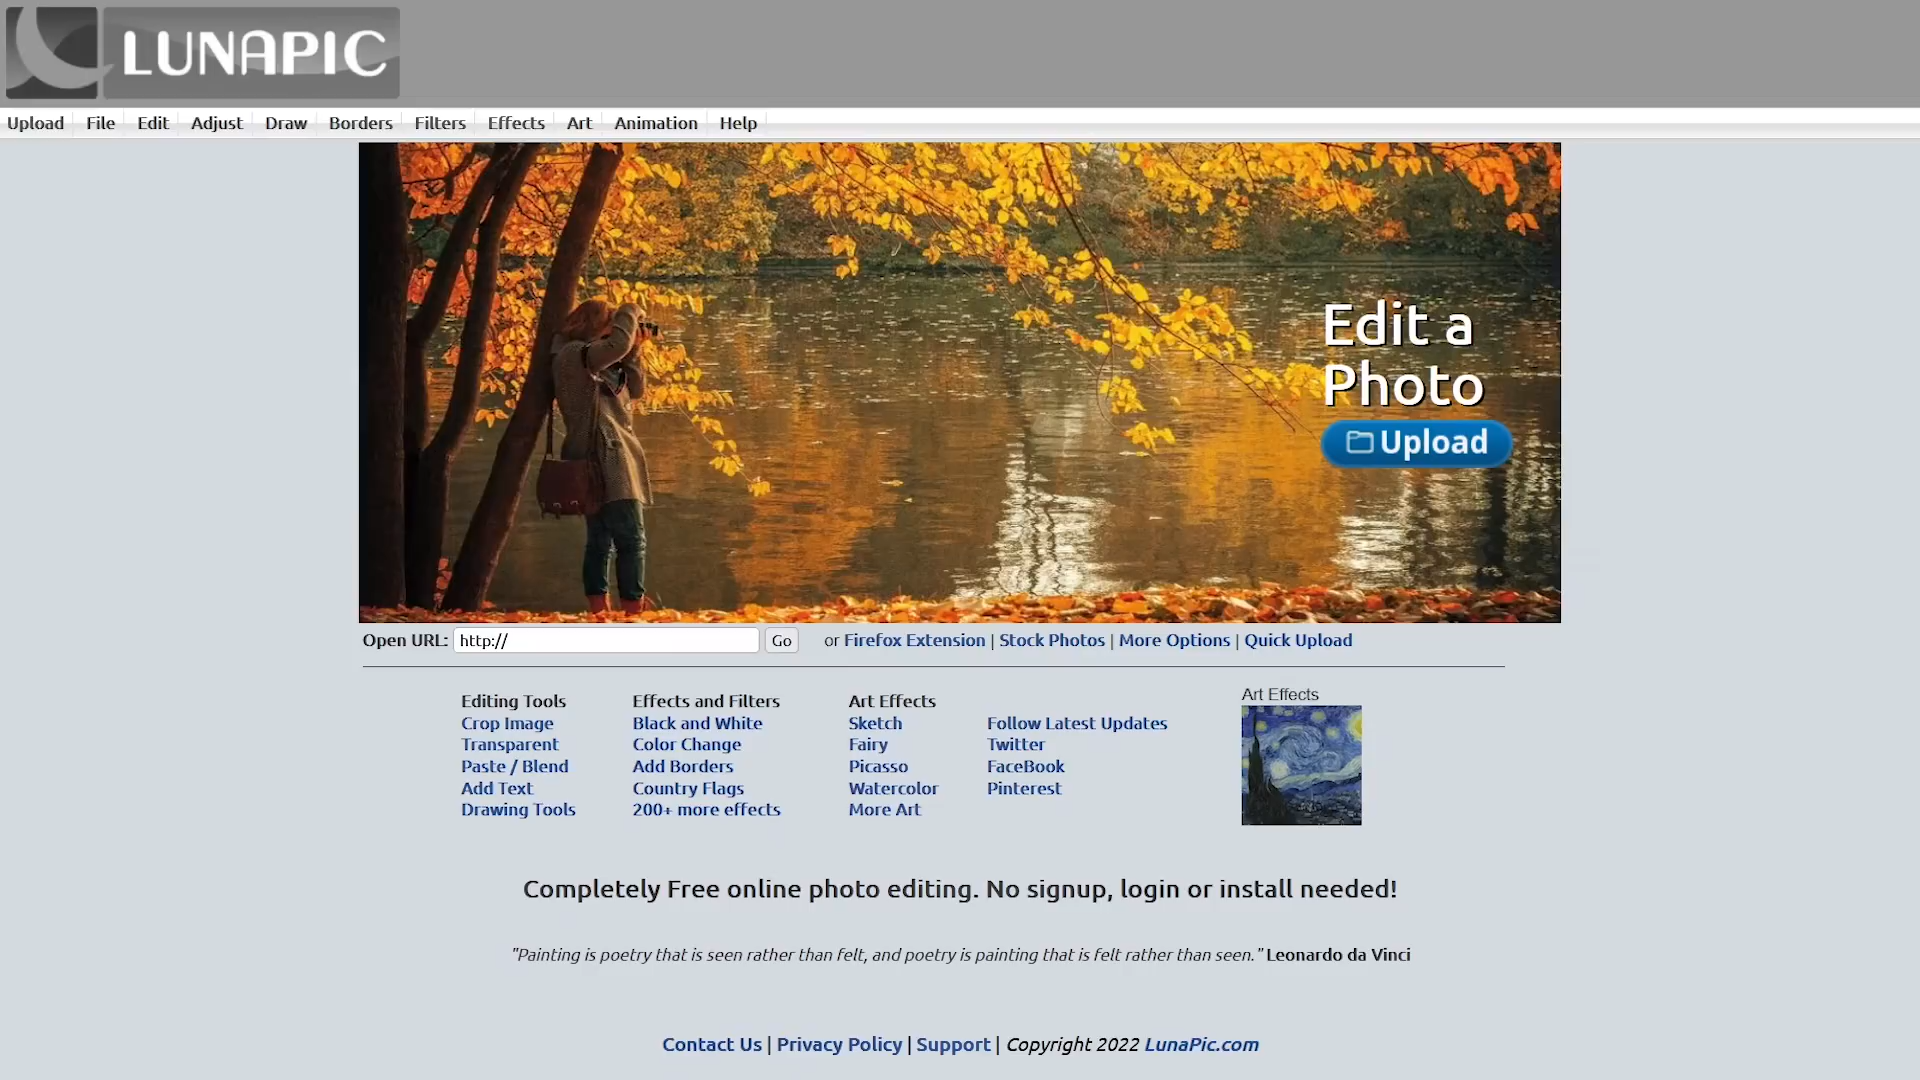 LUNAPIC
Upload File Edit Adjust Draw Borders Filters Effects Art Animation Help
Edit a
Photo
Upload
Open URL: http:// Go or Firefox Extension | Stock Photos | More Options | Quick Upload
Editing Tools
Crop Image
Transparent
Paste / Blend
Add Text
Drawing Tools
Effects and Filters
Black and White
Color Change
Add Borders
Country Flags
200+ more effects
Art Effects
Sketch
Fairy
Picasso
Watercolor
More Art
Follow Latest Updates
Twitter
FaceBook
Pinterest
Art Effects
Completely Free online photo editing. No signup, login or install needed!
"Painting is poetry that is seen rather than felt, and poetry is painting that is felt rather than seen." Leonardo da Vinci
Contact Us | Privacy Policy | Support | Copyright 2022 LunaPic.com